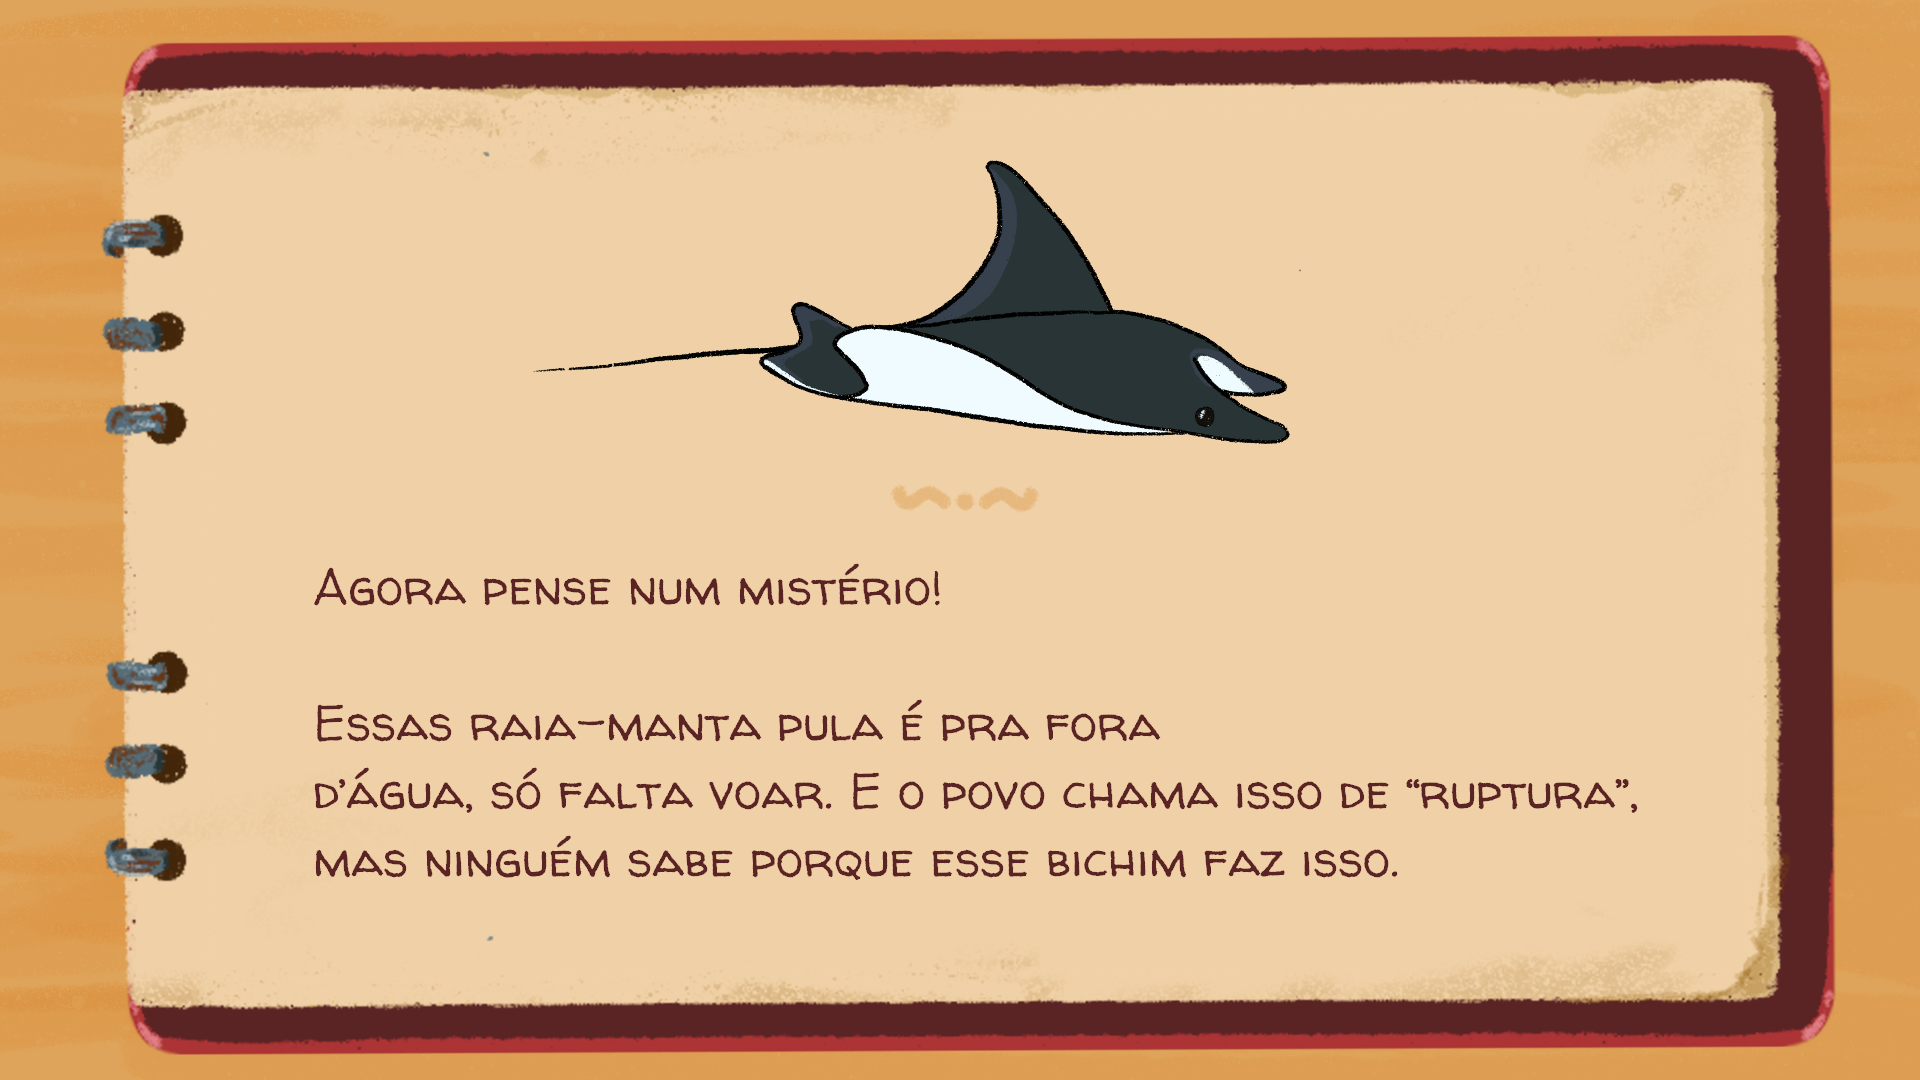 Agora pense num mistério!
Essas raia-manta pula é pra fora
d’água, só falta voar. E o povo chama isso de “ruptura”,
mas ninguém sabe porque esse bichim faz isso.